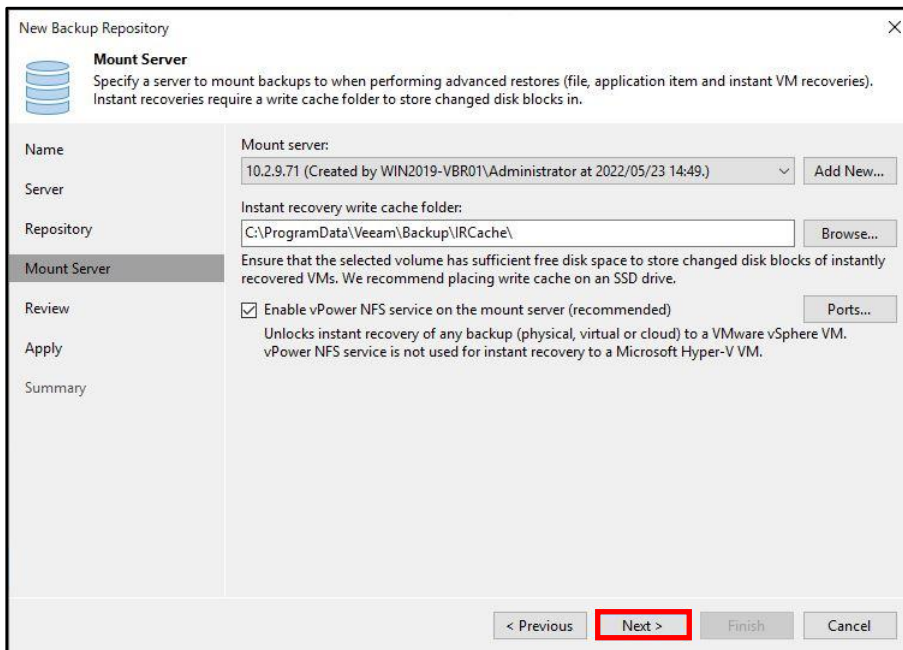 New Backup Repository
Mount Server
Specify a server to mount backups to when performing advanced restores (file, application item and instant VM recoveries).
Instant recoveries require a write cache folder to store changed disk blocks in.
Name
Server
Repository
Mount Server
Review
Apply
Summary
Mount server:
10.2.9.71 (Created by WIN2019-VBR01\Administrator at 2022/05/23 14:49.)
Add New...
Instant recovery write cache folder:
C:\ProgramData\Veeam\Backup\IRCache\
Browse...
Ensure that the selected volume has sufficient free disk space to store changed disk blocks of instantly
recovered VMs. We recommend placing write cache on an SSD drive.
Enable vPower NFS service on the mount server (recommended)
Ports...
Unlocks instant recovery of any backup (physical, virtual or cloud) to a VMware vSphere VM.
vPower NFS service is not used for instant recovery to a Microsoft Hyper-V VM.
< Previous
Next >
Finish
Cancel